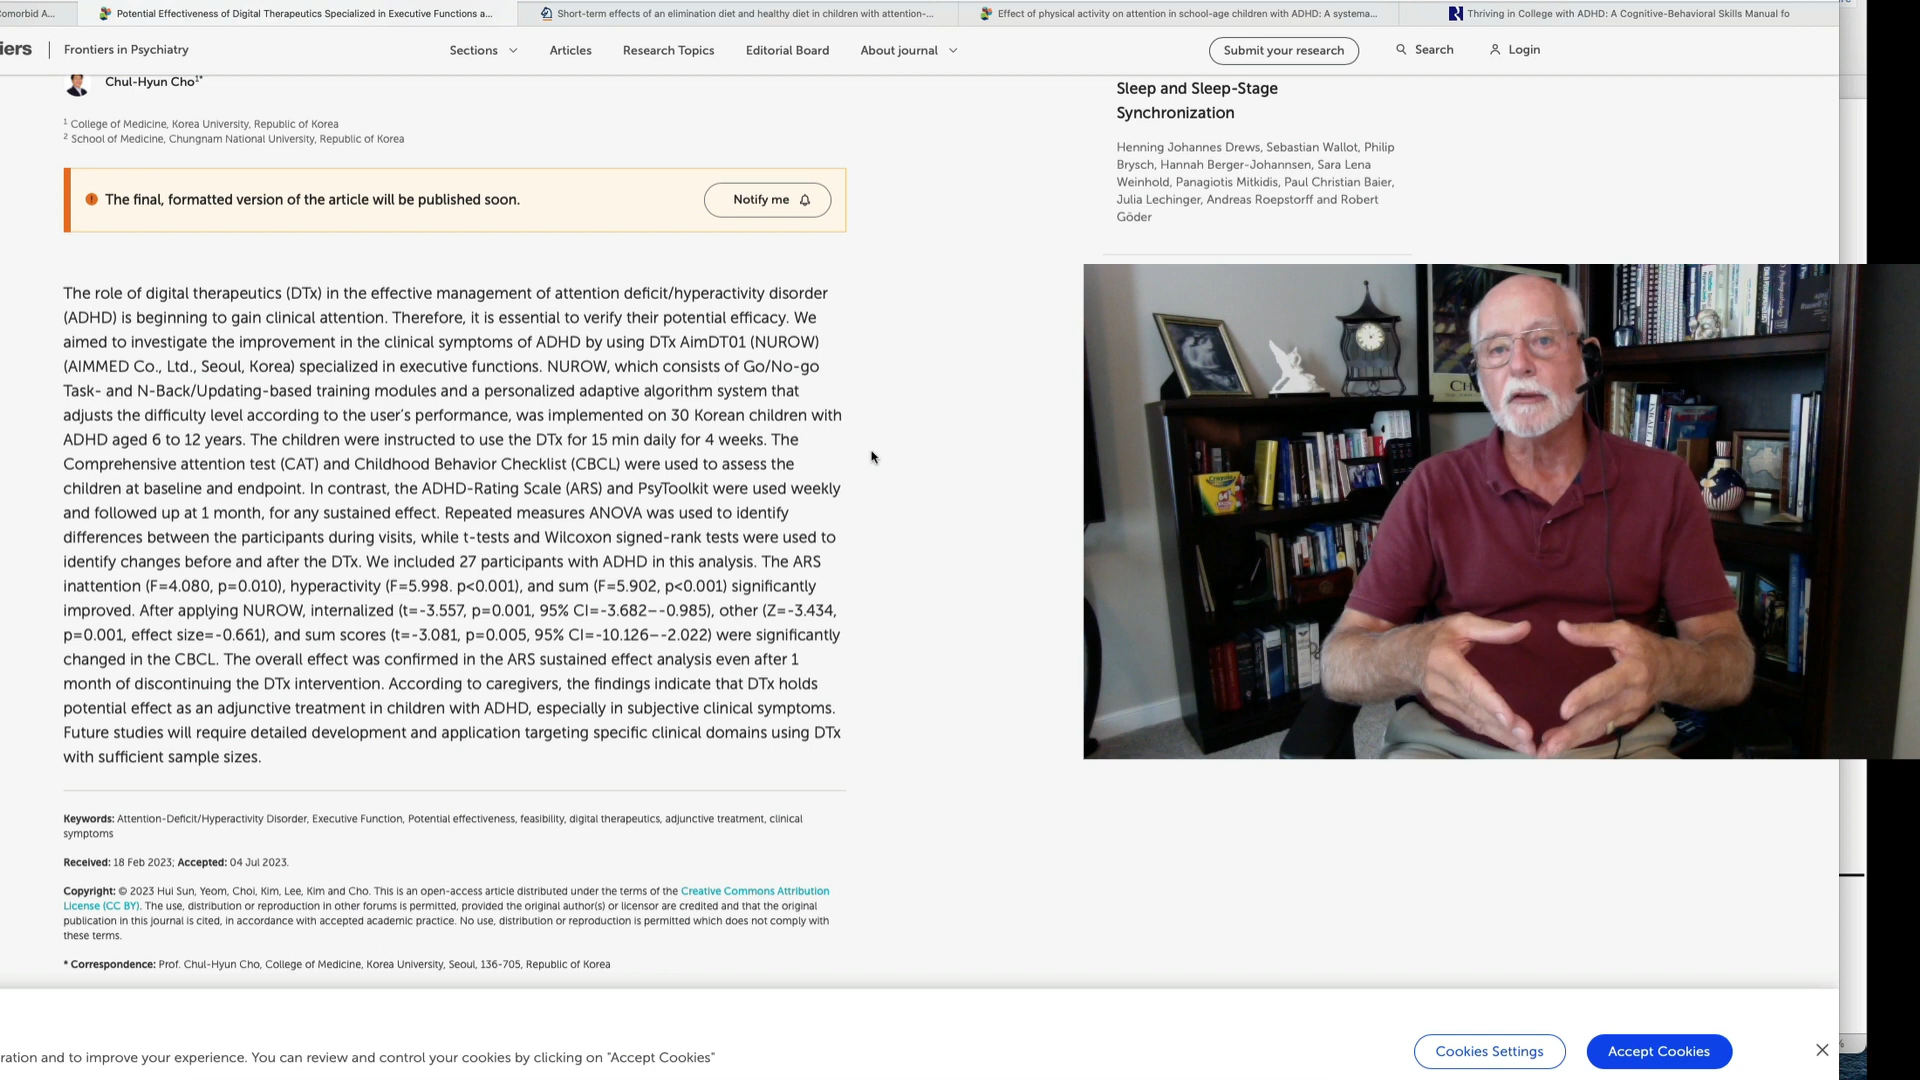 omorbid A...
Potential Effectiveness of Digital Therapeutics Specialized in Executive Functions a...
Short-term effects of an elimination diet and healthy diet in children with attention-...
Effect of physical activity on attention in school-age children with ADHD: A systema...
Thriving in College with ADHD: A Cognitive-Behavioral Skills Manual fo
iers
Frontiers in Psychiatry
Sections
Articles
Research Topics
Editorial Board
About journal
Submit your research
Search
Login
Chul-Hyun Cho1*
1 College of Medicine, Korea University, Republic of Korea
2 School of Medicine, Chungnam National University, Republic of Korea
The final, formatted version of the article will be published soon.
Notify me
The role of digital therapeutics (DTx) in the effective management of attention deficit/hyperactivity disorder
(ADHD) is beginning to gain clinical attention. Therefore, it is essential to verify their potential efficacy. We
aimed to investigate the improvement in the clinical symptoms of ADHD by using DTx AimDT01 (NUROW)
(AIMMED Co., Ltd., Seoul, Korea) specialized in executive functions. NUROW, which consists of Go/No-go
Task- and N-Back/Updating-based training modules and a personalized adaptive algorithm system that
adjusts the difficulty level according to the user's performance, was implemented on 30 Korean children with
ADHD aged 6 to 12 years. The children were instructed to use the DTx for 15 min daily for 4 weeks. The
Comprehensive attention test (CAT) and Childhood Behavior Checklist (CBCL) were used to assess the
children at baseline and endpoint. In contrast, the ADHD-Rating Scale (ARS) and PsyToolkit were used weekly
and followed up at 1 month, for any sustained effect. Repeated measures ANOVA was used to identify
differences between the participants during visits, while t-tests and Wilcoxon signed-rank tests were used to
identify changes before and after the DTx. We included 27 participants with ADHD in this analysis. The ARS
inattention (F=4.080, p=0.010), hyperactivity (F=5.998. p<0.001), and sum (F=5.902, p<0.001) significantly
improved. After applying NUROW, internalized (t=-3.557, p=0.001, 95% CI=-3.682–-0.985), other (Z=-3.434,
p=0.001, effect size=-0.661), and sum scores (t=-3.081, p=0.005, 95% CI=-10.126–-2.022) were significantly
changed in the CBCL. The overall effect was confirmed in the ARS sustained effect analysis even after 1
month of discontinuing the DTx intervention. According to caregivers, the findings indicate that DTx holds
potential effect as an adjunctive treatment in children with ADHD, especially in subjective clinical symptoms.
Future studies will require detailed development and application targeting specific clinical domains using DTx
with sufficient sample sizes.
Keywords: Attention-Deficit/Hyperactivity Disorder, Executive Function, Potential effectiveness, feasibility, digital therapeutics, adjunctive treatment, clinical
symptoms
Received: 18 Feb 2023; Accepted: 04 Jul 2023.
Copyright: © 2023 Hui Sun, Yeom, Choi, Kim, Lee, Kim and Cho. This is an open-access article distributed under the terms of the Creative Commons Attribution
License (CC BY). The use, distribution or reproduction in other forums is permitted, provided the original author(s) or licensor are credited and that the original
publication in this journal is cited, in accordance with accepted academic practice. No use, distribution or reproduction is permitted which does not comply with
these terms.
* Correspondence: Prof. Chul-Hyun Cho, College of Medicine, Korea University, Seoul, 136-705, Republic of Korea
Sleep and Sleep-Stage
Synchronization
Henning Johannes Drews, Sebastian Wallot, Philip
Brysch, Hannah Berger-Johannsen, Sara Lena
Weinhold, Panagiotis Mitkidis, Paul Christian Baier,
Julia Lechinger, Andreas Roepstorff and Robert
Göder
ration and to improve your experience. You can review and control your cookies by clicking on "Accept Cookies"
Cookies Settings
Accept Cookies